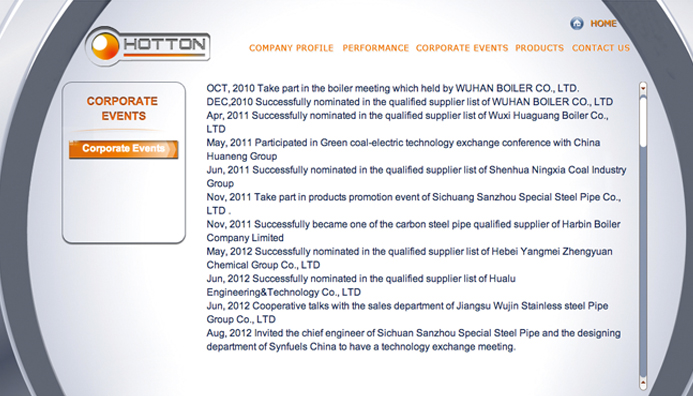 HOME
HOTTON
COMPANY PROFILE PERFORMANCE CORPORATE EVENTS PRODUCTS CONTACT US
CORPORATE
EVENTS
Corporate Events
OCT, 2010 Take part in the boiler meeting which held by WUHAN BOILER CO., LTD.
DEC,2010 Successfully nominated in the qualified supplier list of WUHAN BOILER CO., LTD
Apr, 2011 Successfully nominated in the qualified supplier list of Wuxi Huaguang Boiler Co.,
LTD
May, 2011 Participated in Green coal-electric technology exchange conference with China
Huaneng Group
Jun, 2011 Successfully nominated in the qualified supplier list of Shenhua Ningxia Coal Industry
Group
Nov, 2011 Take part in products promotion event of Sichuang Sanzhou Special Steel Pipe Co.,
LTD .
Nov, 2011 Successfully became one of the carbon steel pipe qualified supplier of Harbin Boiler
Company Limited
May, 2012 Successfully nominated in the qualified supplier list of Hebei Yangmei Zhengyuan
Chemical Group Co., LTD
Jun, 2012 Successfully nominated in the qualified supplier list of Hualu
Engineering&Technology Co., LTD
Jun, 2012 Cooperative talks with the sales department of Jiangsu Wujin Stainless steel Pipe
Group Co., LTD
Aug, 2012 Invited the chief engineer of Sichuan Sanzhou Special Steel Pipe and the designing
department of Synfuels China to have a technology exchange meeting.